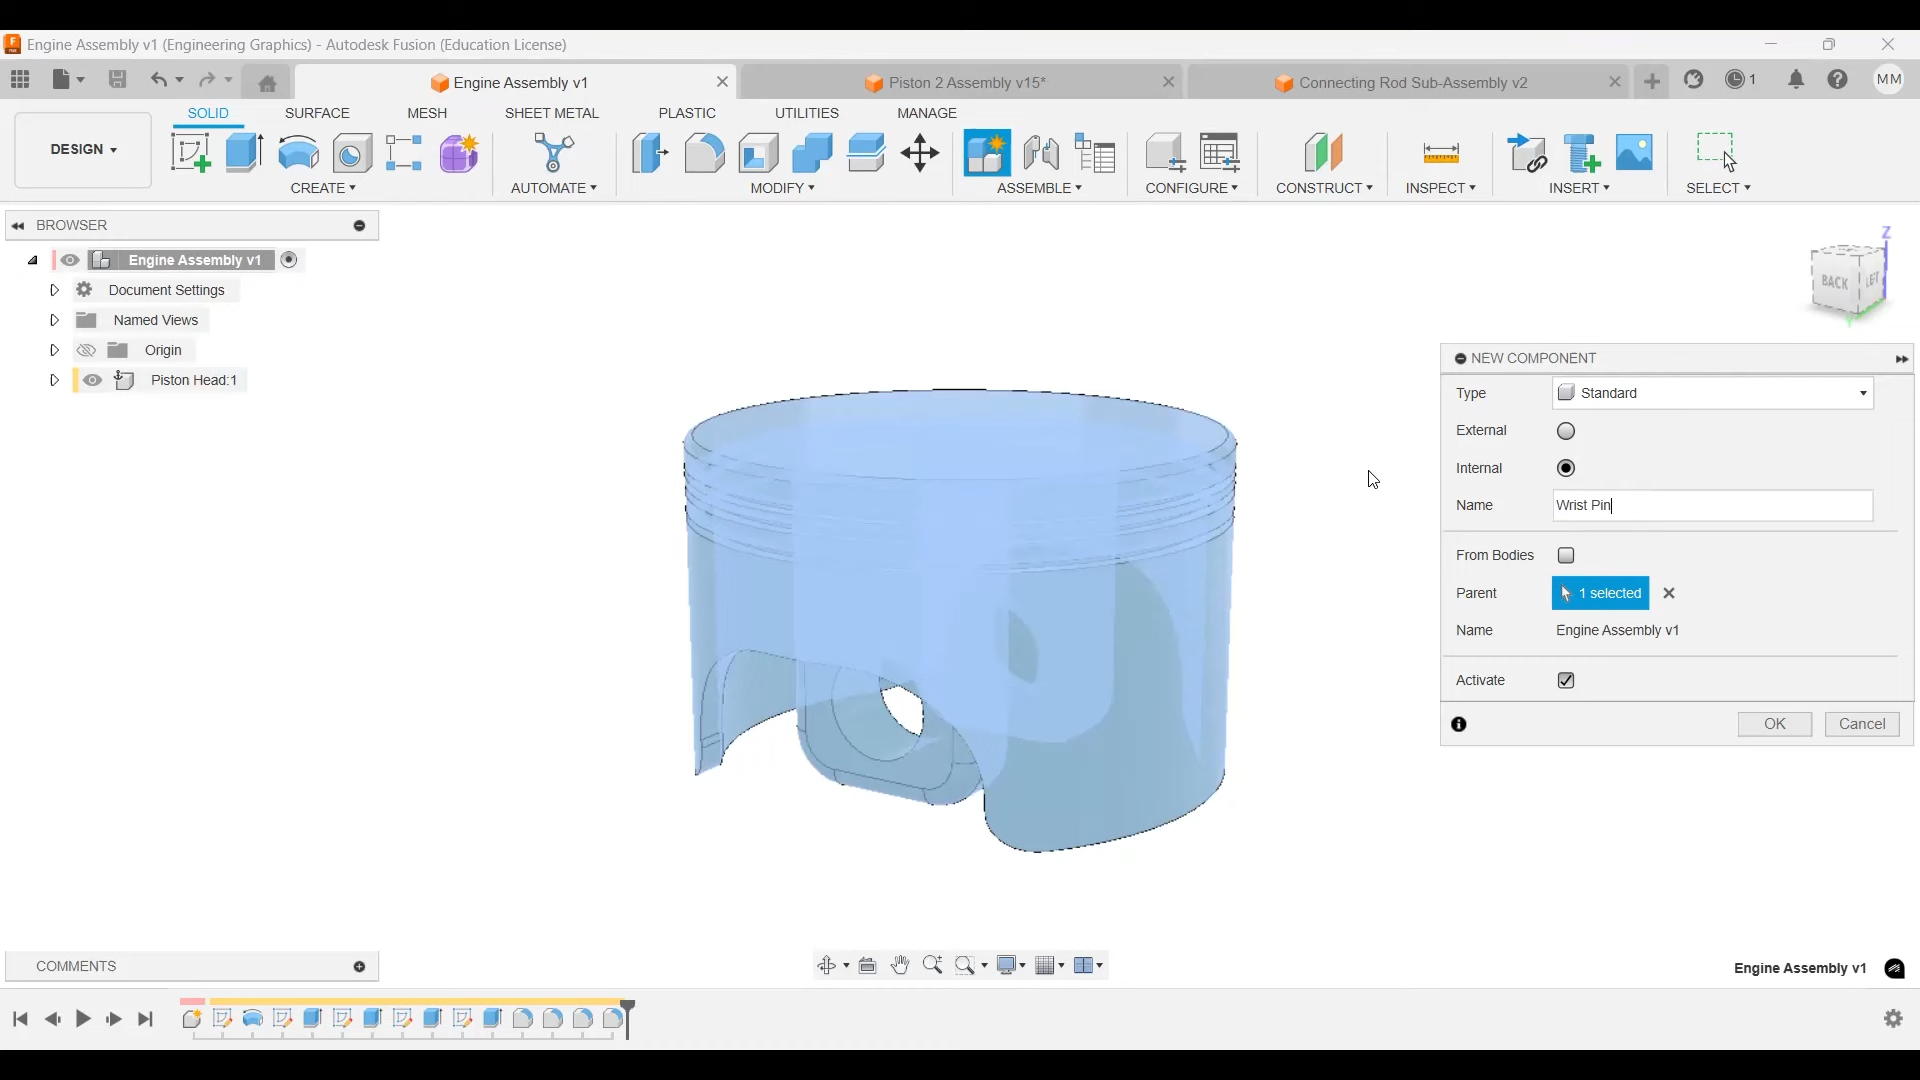 Engine Assembly v1 (Engineering Graphics) - Autodesk Fusion (Education License)
Engine Assembly v1
Piston 2 Assembly v15*
Connecting Rod Sub-Assembly v2
1
MM
SOLID
SURFACE
MESH
SHEET METAL
PLASTIC
UTILITIES
MANAGE
DESIGN
CREATE
AUTOMATE
MODIFY
ASSEMBLE
CONFIGURE
CONSTRUCT
INSPECT
INSERT
SELECT
BROWSER
Engine Assembly v1
Document Settings
Named Views
Origin
Piston Head:1
Z
BACK
LEFT
Y
NEW COMPONENT
Type
Standard
External
Internal
Name
Wrist Pin
From Bodies
Parent
1 selected
Name
Engine Assembly v1
Activate
OK
Cancel
COMMENTS
Engine Assembly v1